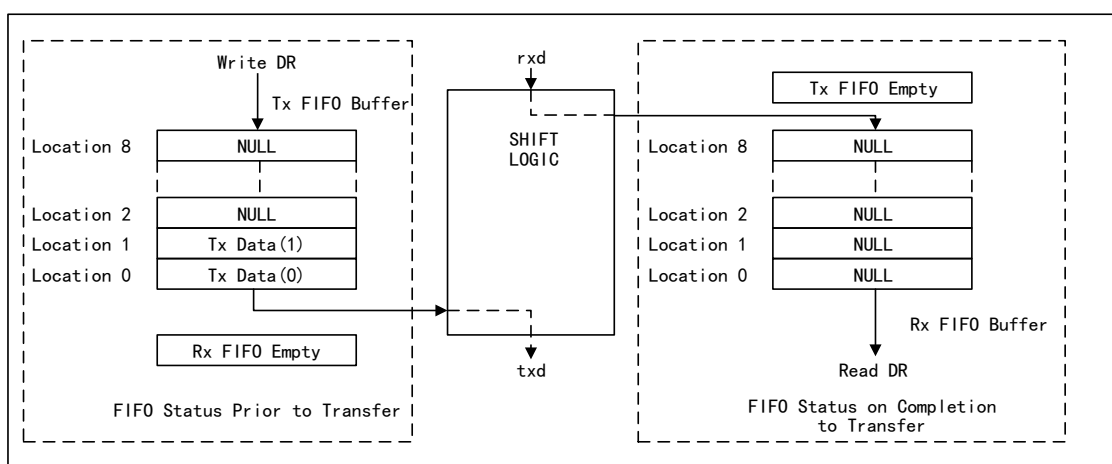 Write DR
Tx FIFO Buffer
Location 8 NULL
Location 2 NULL
Location 1 Tx Data(1)
Location 0 Tx Data(0)
Rx FIFO Empty
FIFO Status Prior to Transfer
rxd
SHIFT
LOGIC
txd
Tx FIFO Empty
Location 8 NULL
Location 2 NULL
Location 1 NULL
Location 0 NULL
Rx FIFO Buffer
Read DR
FIFO Status on Completion
to Transfer